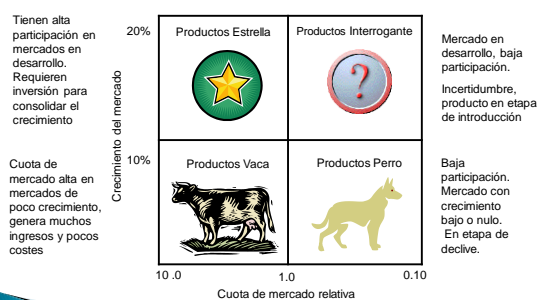 Tienen alta
participación en
mercados en
desarrollo.
Requieren
inversión para
consolidar el
crecimiento
Cuota de
mercado alta en
mercados de
poco crecimiento,
genera muchos
ingresos y pocos
costes
Crecimiento del mercado
20%
10%
Productos Estrella
Productos Interrogante
?
Productos Vaca
Productos Perro
10 .0
1.0
0.10
Cuota de mercado relativa
Mercado en
desarrollo, baja
participación.
Incertidumbre,
producto en etapa
de introducción
Baja
participación.
Mercado con
crecimiento
bajo o nulo.
En etapa de
declive.